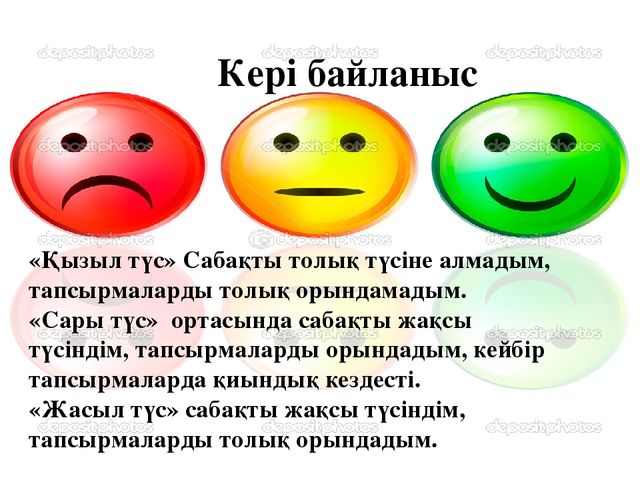 Кері байланыс
«Қызыл түс» Сабақты толық түсіне алмадым,
тапсырмаларды толық орындамадым.
«Сары түс» ортасында сабақты жақсы
түсіндім, тапсырмаларды орындадым, кейбір
тапсырмаларда қиындық кездесті.
«Жасыл түс» сабақты жақсы түсіндім,
тапсырмаларды толық орындадым.
depositphotos